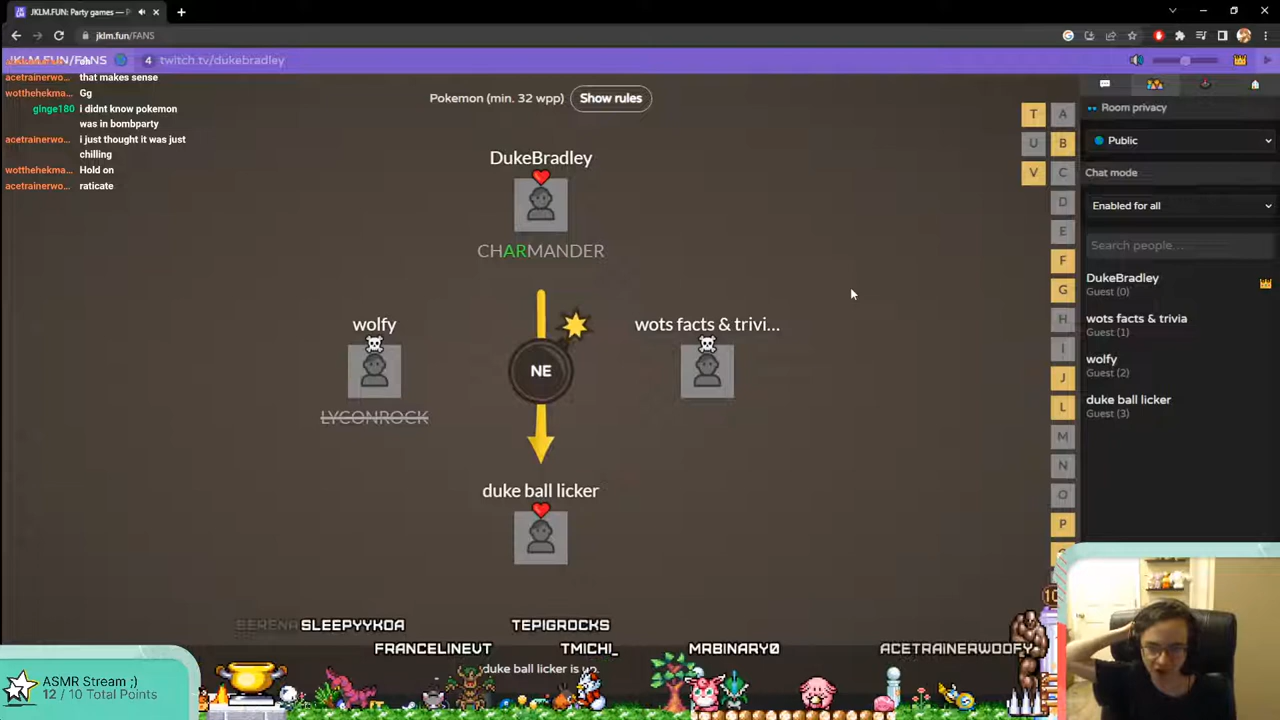 JKLM.FUN: Party games — P
jklm.fun/FANS
JKLM.FUN/FANS
4 twitch.tv/dukebradley
acetrainerwo... that makes sense
wotthehekma... Gg
ginge180 i didnt know pokemon
was in bombparty
acetrainerwo... i just thought it was just
chilling
wotthehekma... Hold on
acetrainerwo... raticate
Pokemon (min. 32 wpp) Show rules
DukeBradley
CHARMANDER
wolfy
LYCONROCK
NE
wots facts & trivi...
duke ball licker
T A
U B
V C
D
E
F
G
H
I
J
L
M
N
O
P
Room privacy
Public
Chat mode
Enabled for all
Search people...
DukeBradley
Guest (0)
wots facts & trivia
Guest (1)
wolfy
Guest (2)
duke ball licker
Guest (3)
SERENA SLEEPYYKOA TEPIGROCKS
FRANCELINEVT TMICHI_ MRBINARY0 ACETRAINERWOOFY
duke ball licker is up.
ASMR Stream ;)
12 / 10 Total Points